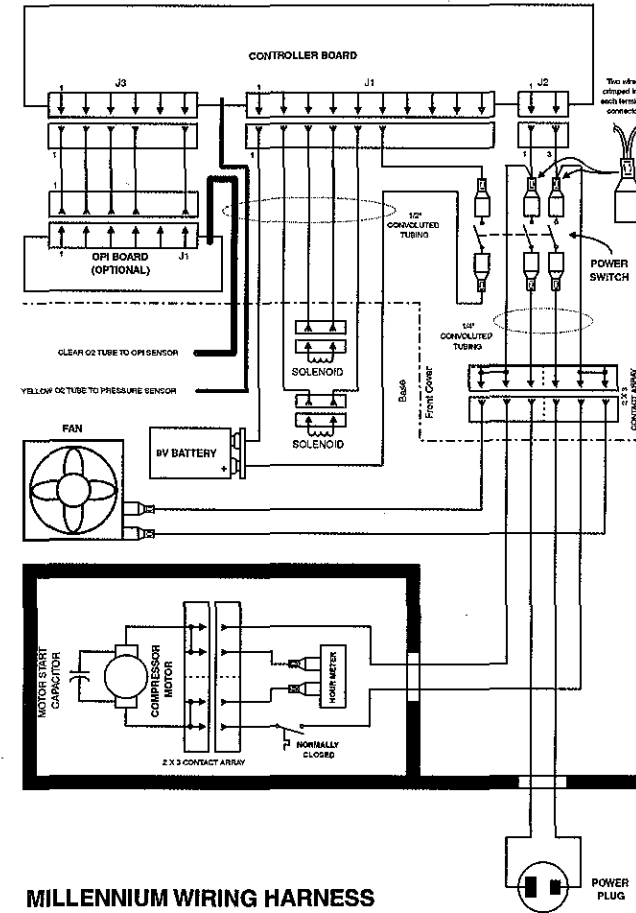 CONTROLLER BOARD
J3
J1
J2
1
1
1
Two wires
crimped in
each terminal
connector
1
1
1
3
1
1/2"
CONVOLUTED
TUBING
1
J1
OPI BOARD
(OPTIONAL)
POWER
SWITCH
1/4"
CONVOLUTED
TUBING
CLEAR O2 TUBE TO OPI SENSOR
SOLENOID
YELLOW O2 TUBE TO PRESSURE SENSOR
Base
Front Cover
2 X 3
CONTACT ARRAY
FAN
9V BATTERY
+
SOLENOID
MOTOR START
CAPACITOR
COMPRESSOR
MOTOR
HOUR METER
NORMALLY
CLOSED
2 X 3 CONTACT ARRAY
POWER
PLUG
MILLENNIUM WIRING HARNESS